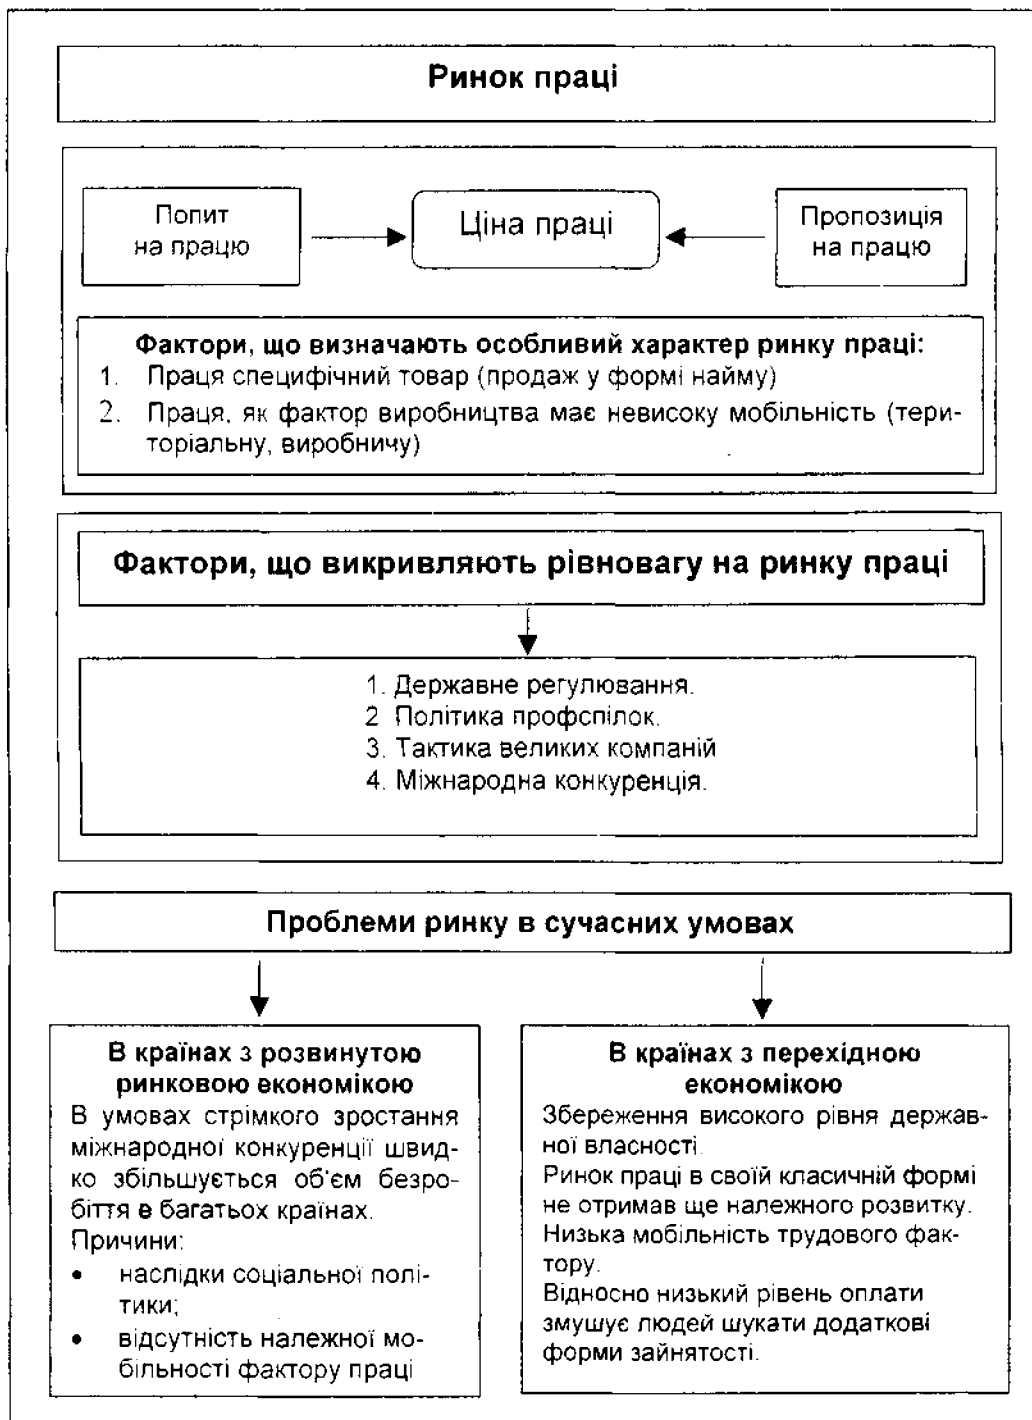 Ринок праці
Попит
на працю
Ціна праці
Пропозиція
на працю
Фактори, що визначають особливий характер ринку праці:
1. Праця специфічний товар (продаж у формі найму)
2. Праця, як фактор виробництва має невисоку мобільність (тери-
торіальну, виробничу)
Фактори, що викривляють рівновагу на ринку праці
1. Державне регулювання.
2 Політика профспілок.
3. Тактика великих компаній
4. Міжнародна конкуренція.
Проблеми ринку в сучасних умовах
В країнах з розвинутою
ринковою економікою
В умовах стрімкого зростання
міжнародної конкуренції швид-
ко збільшується об'єм безро-
біття в багатьох країнах.
Причини:
• наслідки соціальної полі-
тики;
• відсутність належної мо-
більності фактору праці
В країнах з перехідною
економікою
Збереження високого рівня держав-
ної власності.
Ринок праці в своїй класичній формі
не отримав ще належного розвитку.
Низька мобільність трудового фак-
тору.
Відносно низький рівень оплати
змушує людей шукати додаткові
форми зайнятості.